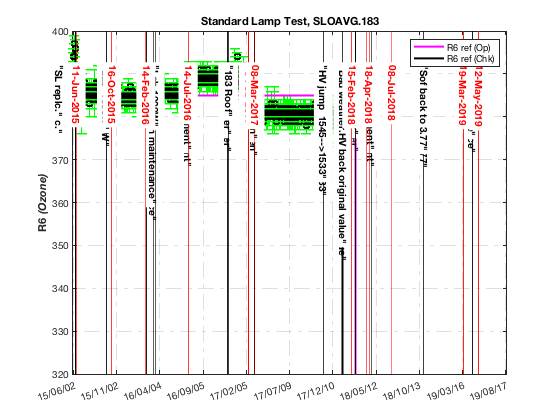 Standard Lamp Test, SLOAVG.183
R6 ref (Op)
R6 ref (Chk)
R6 (Ozone)
400
370
360
350
340
330
320
11-Jun-2015
16-Oct-2015
14-Feb-2016
maintenance"
14-Jul-2016
"183 Roof"
08-Mar-2017
"HV jump 1545-->1533"
HV back original value"
15-Feb-2018
18-Apr-2018
08-Jul-2018
"Sof back to 3.77"
19-Mar-2019
12-May-2019
15/06/02
15/11/02
16/04/04
16/09/05
17/02/05
17/07/09
17/12/10
18/05/12
18/10/13
19/03/16
19/08/17